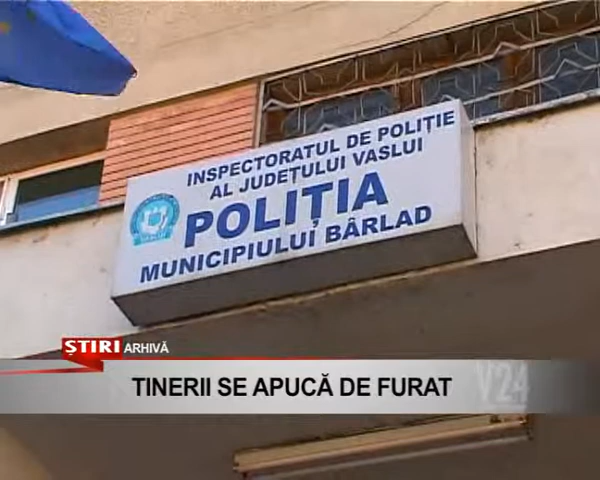 INSPECTORATUL DE POLIȚIE
AL JUDEȚULUI VASLUI
POLIȚIA
MUNICIPIULUI BÂRLAD
ȘTIRI ARHIVĂ
TINERII SE APUCĂ DE FURAT
V24